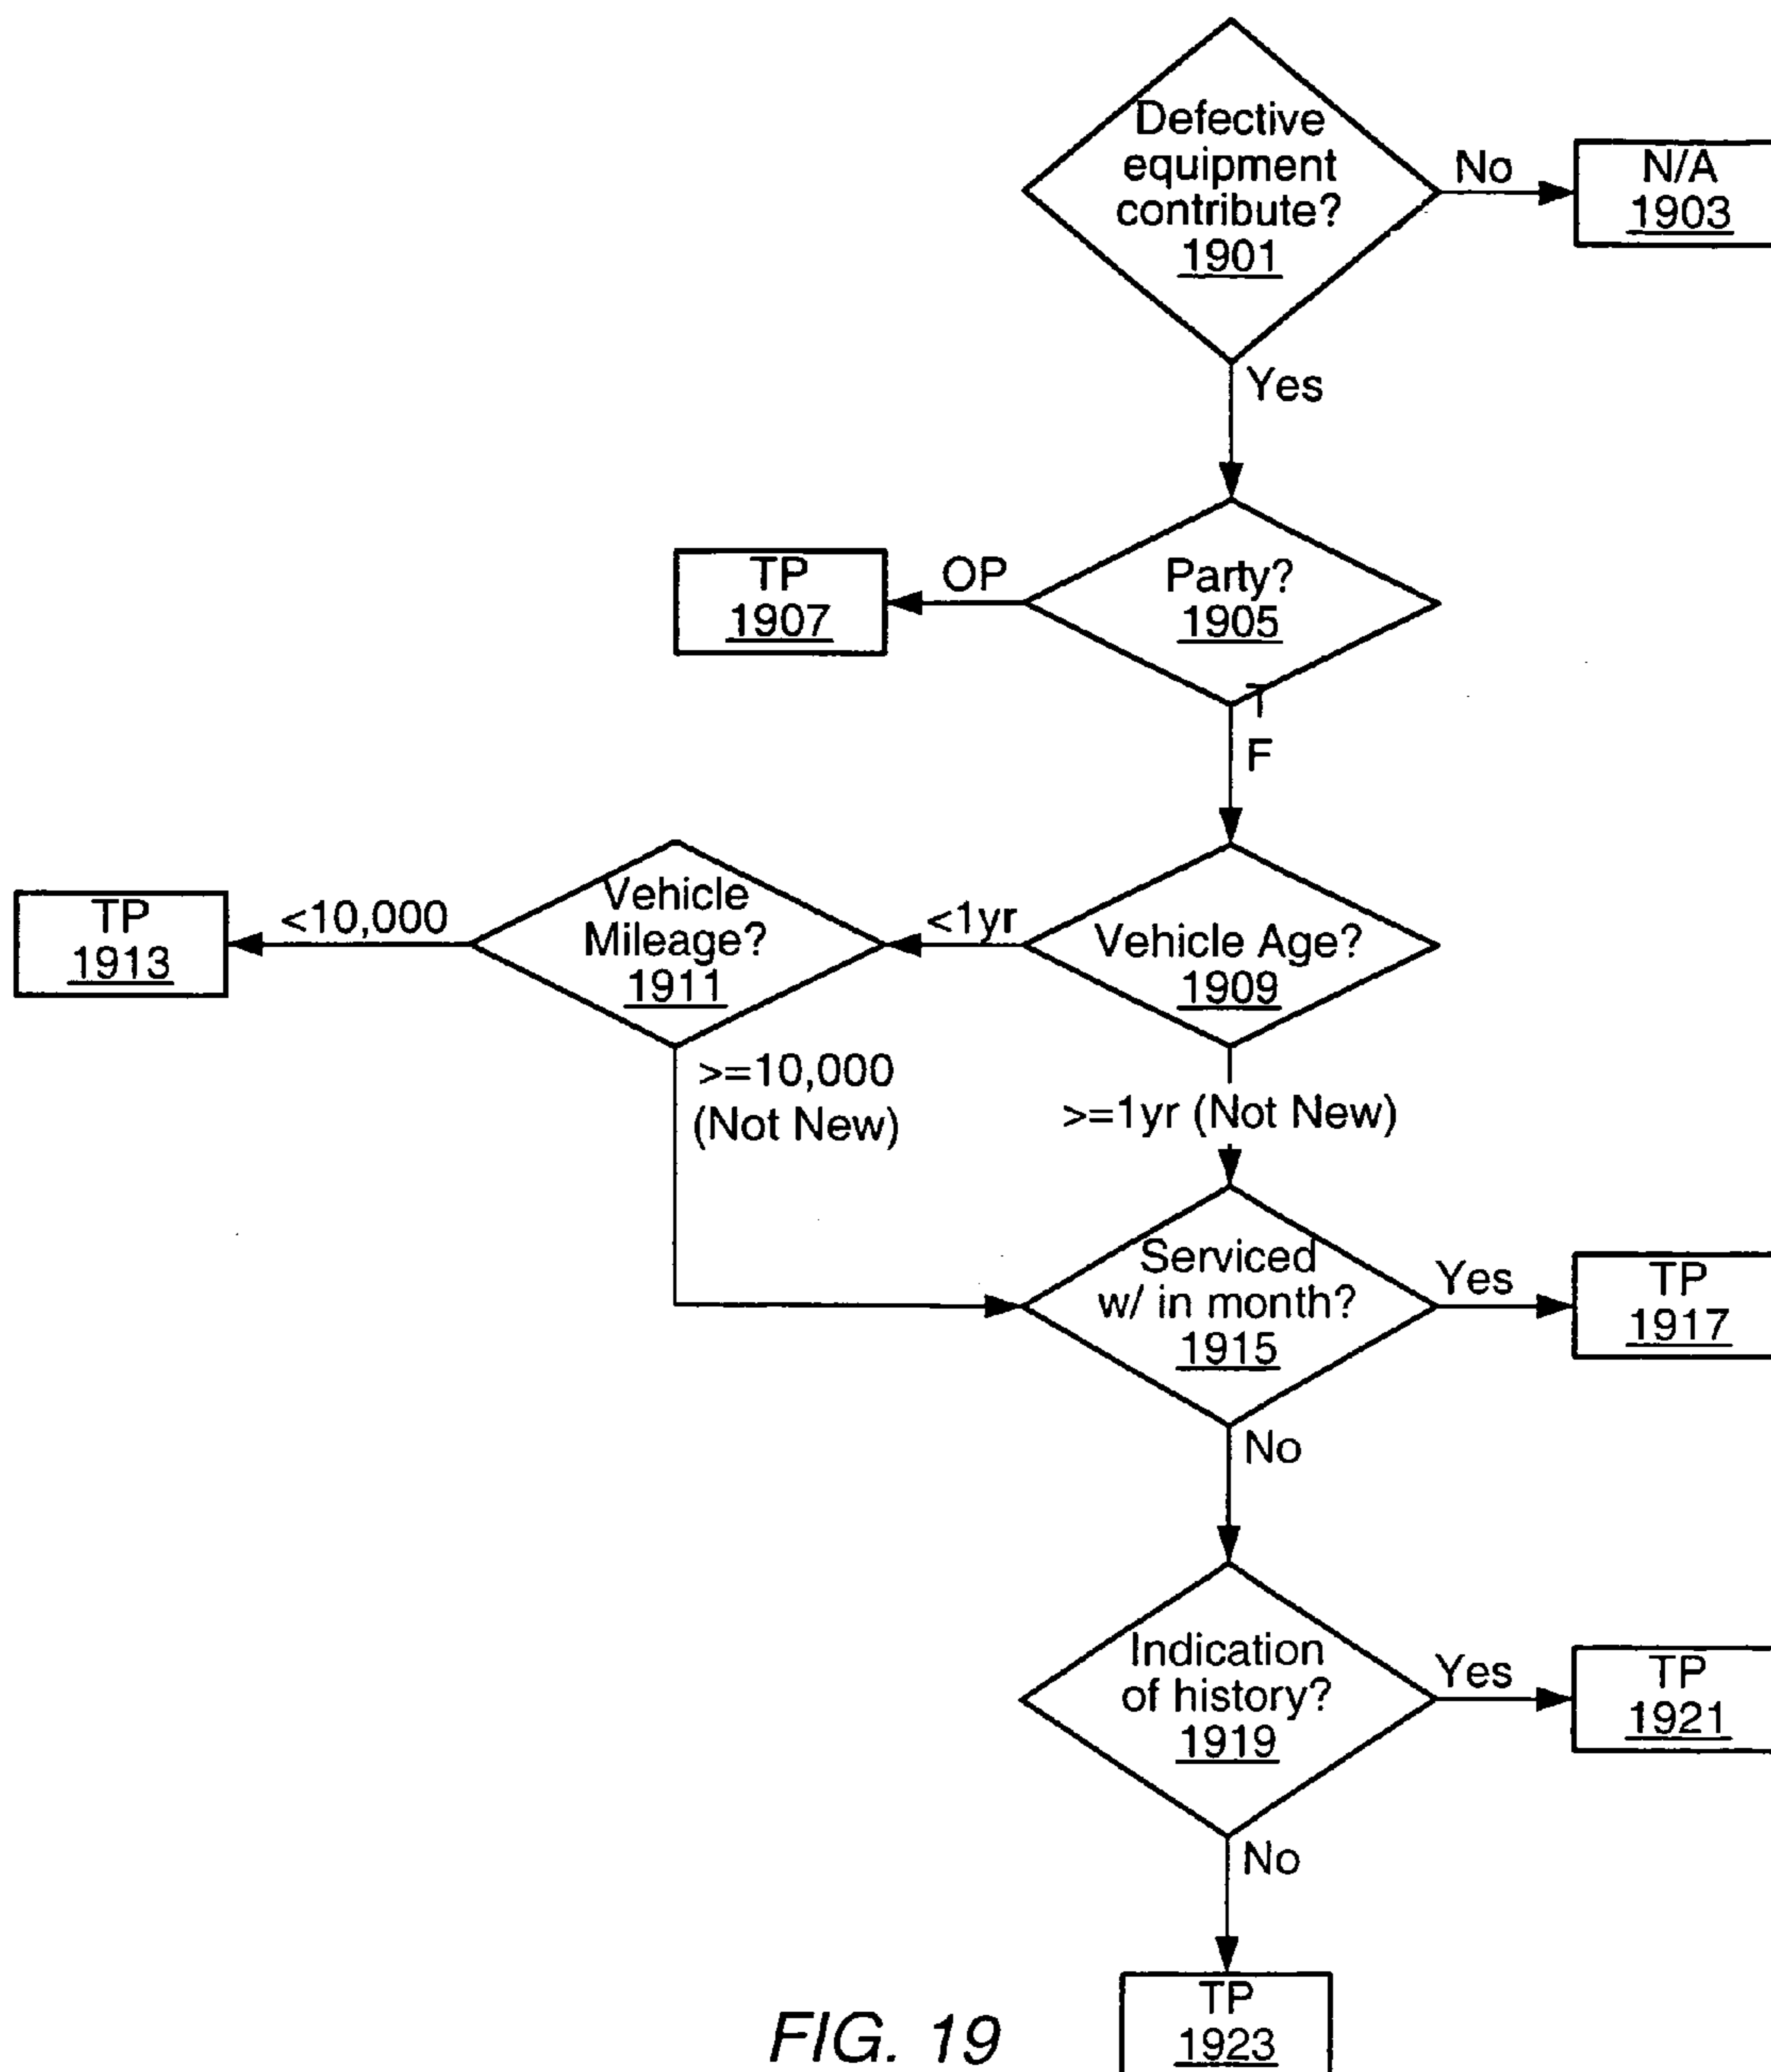 Defective
equipment
contribute?
1901
No
N/A
1903
Yes
Party?
1905
OP
TP
1907
T
F
Vehicle Age?
1909
<1yr
Vehicle
Mileage?
1911
<10,000
TP
1913
>=10,000
(Not New)
>=1yr (Not New)
Serviced
w/ in month?
1915
Yes
TP
1917
No
Indication
of history?
1919
Yes
TP
1921
No
TP
1923
FIG. 19